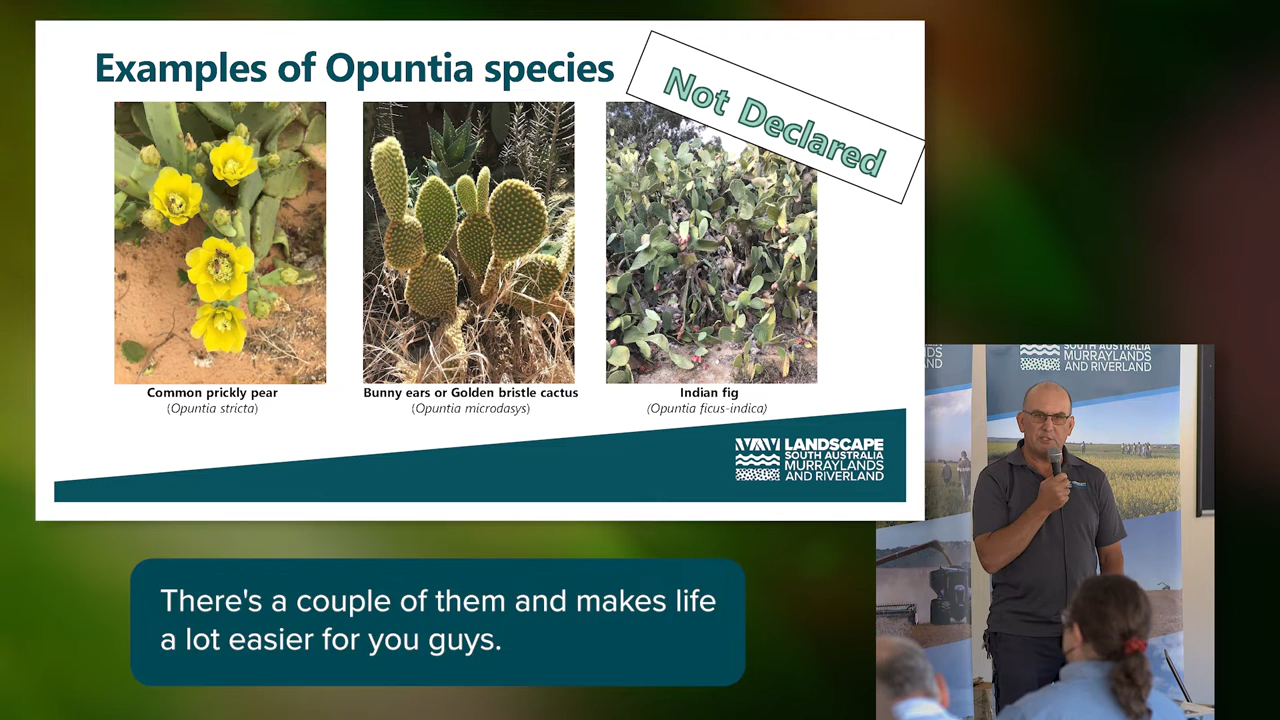 Examples of Opuntia species
Not Declared
Common prickly pear
(Opuntia stricta)
Bunny ears or Golden bristle cactus
(Opuntia microdasys)
Indian fig
(Opuntia ficus-indica)
LANDSCAPE
SOUTH AUSTRALIA
MURRAYLANDS
AND RIVERLAND
There's a couple of them and makes life
a lot easier for you guys.
SOUTH AUSTRALIA
MURRAYLANDS
AND RIVERLAND